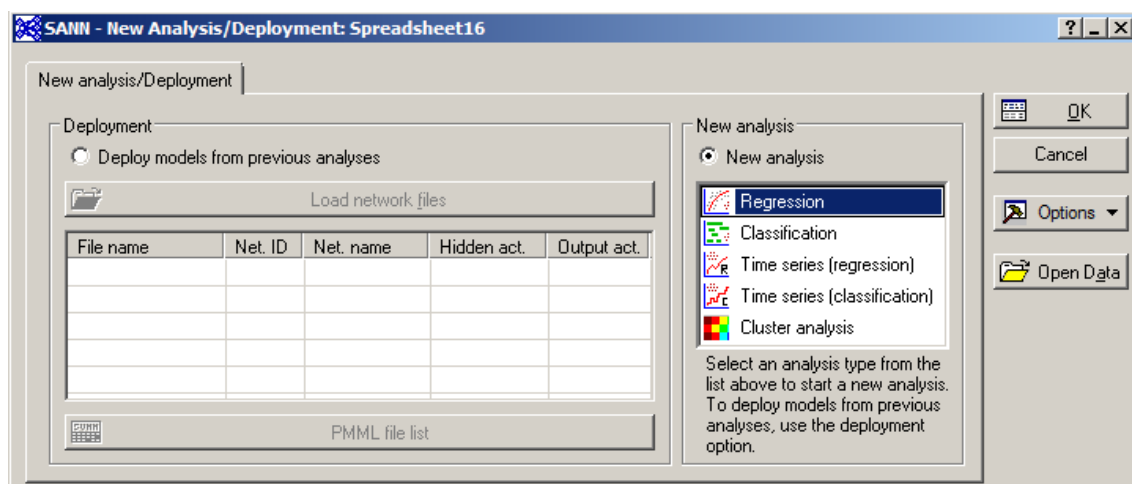 SANN - New Analysis/Deployment: Spreadsheet16
New analysis/Deployment
Deployment
Deploy models from previous analyses
Load network files
File name Net. ID Net. name Hidden act. Output act.
PMML file list
New analysis
New analysis
Regression
Classification
Time series (regression)
Time series (classification)
Cluster analysis
Select an analysis type from the
list above to start a new analysis.
To deploy models from previous
analyses, use the deployment
option.
OK
Cancel
Options
Open Data